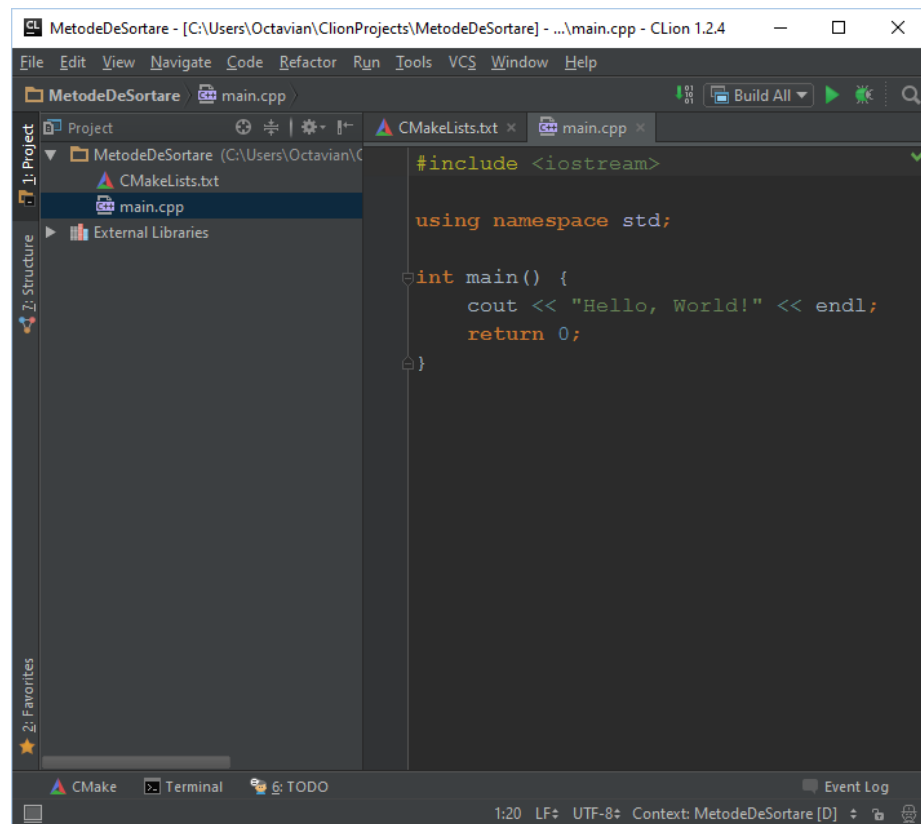 MetodeDeSortare - [C:\Users\Octavian\ClionProjects\MetodeDeSortare] - ...\main.cpp - CLion 1.2.4
File Edit View Navigate Code Refactor Run Tools VCS Window Help
MetodeDeSortare main.cpp Build All
1: Project
7: Structure
2: Favorites
Project
MetodeDeSortare (C:\Users\Octavian\C
CMakeLists.txt
main.cpp
External Libraries
CMakeLists.txt main.cpp
#include <iostream>
using namespace std;
int main() {
    cout << "Hello, World!" << endl;
    return 0;
}
CMake Terminal 6: TODO Event Log
1:20 LF UTF-8 Context: MetodeDeSortare [D]